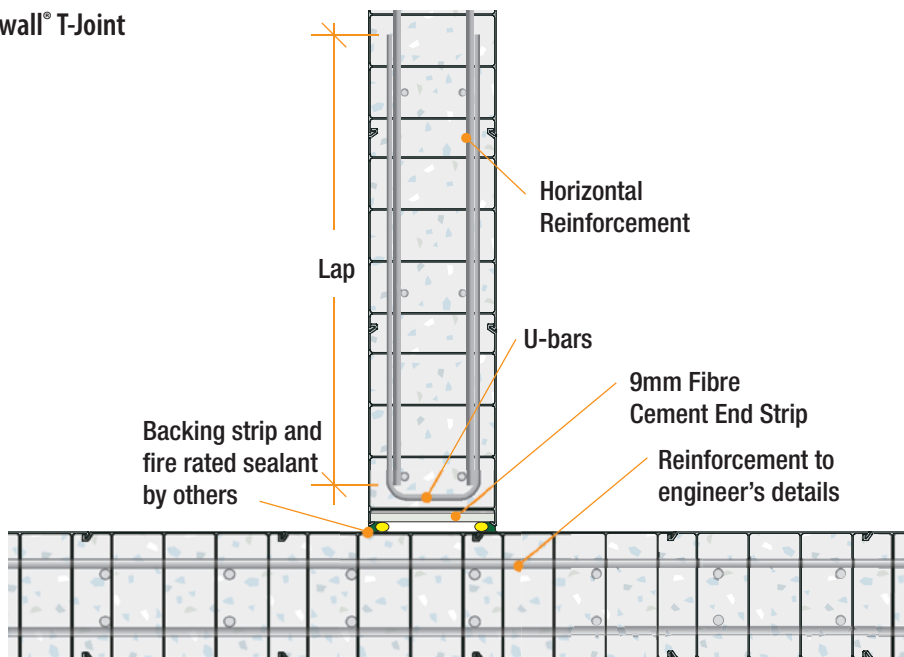 wall® T-Joint
Horizontal
Reinforcement
Lap
U-bars
9mm Fibre
Cement End Strip
Backing strip and
fire rated sealant
by others
Reinforcement to
engineer's details